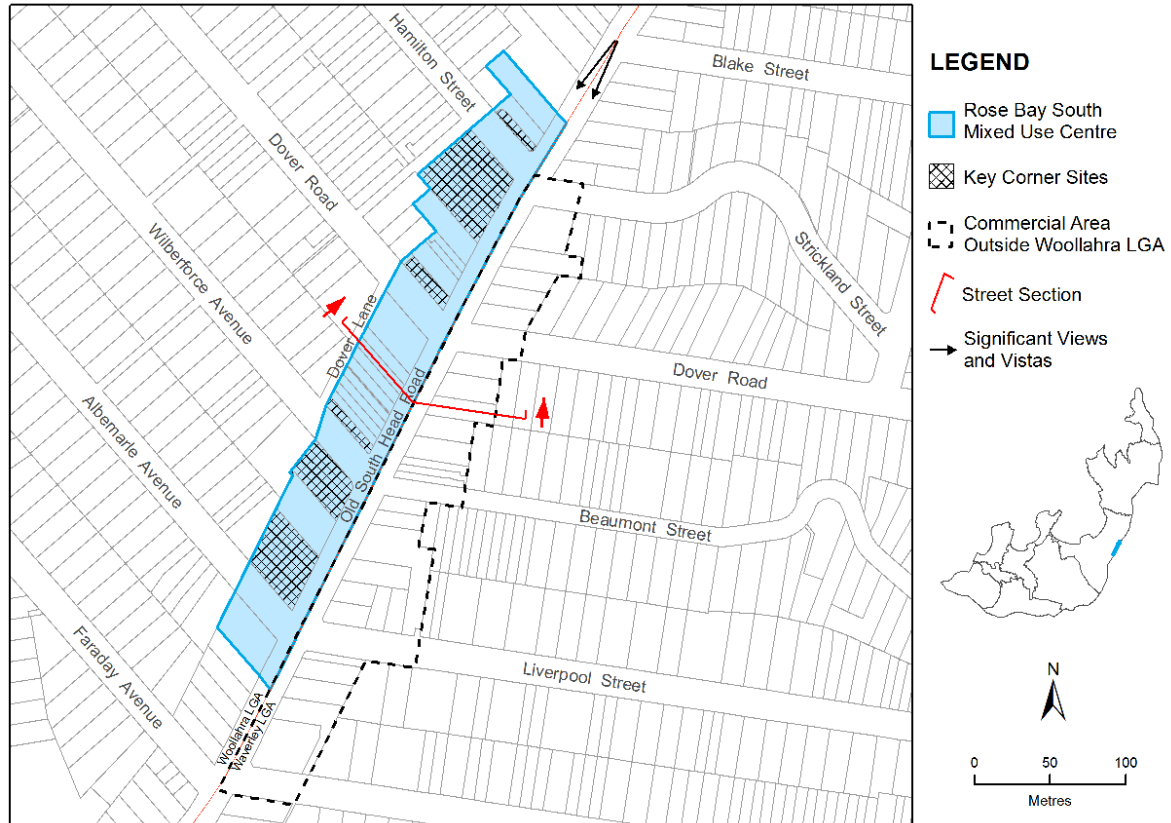 Hamilton Street
Blake Street
Dover Road
Strickland Street
Wilberforce Avenue
Dover Lane
Dover Road
Old South Head Road
Albemarle Avenue
Beaumont Street
Faraday Avenue
Liverpool Street
Woollahra LGA
Waverley LGA
LEGEND
Rose Bay South
Mixed Use Centre
Key Corner Sites
Commercial Area
Outside Woollahra LGA
Street Section
Significant Views
and Vistas
N
0 50 100
Metres